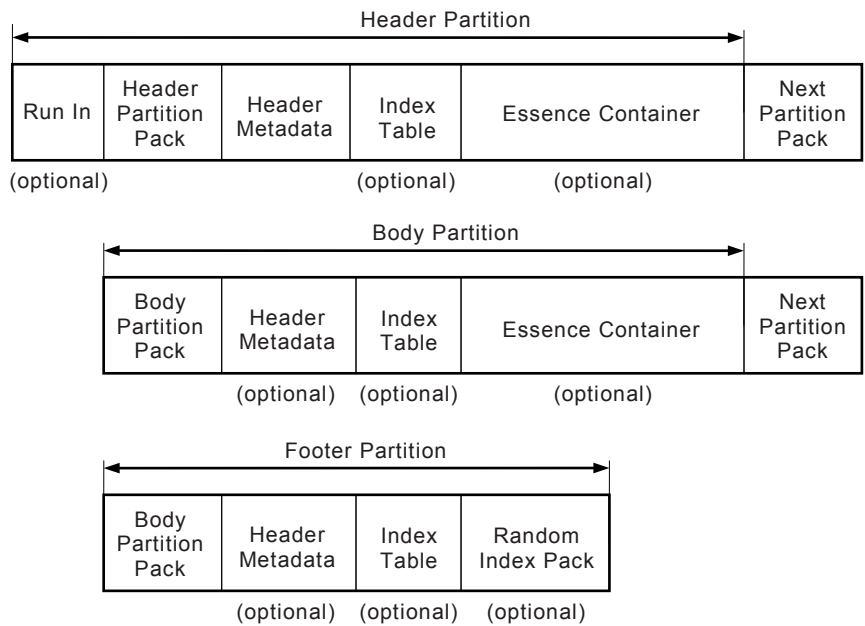 Header Partition
Run In
Header
Partition
Pack
Header
Metadata
Index
Table
Essence Container
Next
Partition
Pack
(optional)
(optional)
(optional)
Body Partition
Body
Partition
Pack
Header
Metadata
Index
Table
Essence Container
Next
Partition
Pack
(optional)
(optional)
(optional)
Footer Partition
Body
Partition
Pack
Header
Metadata
Index
Table
Random
Index Pack
(optional)
(optional)
(optional)